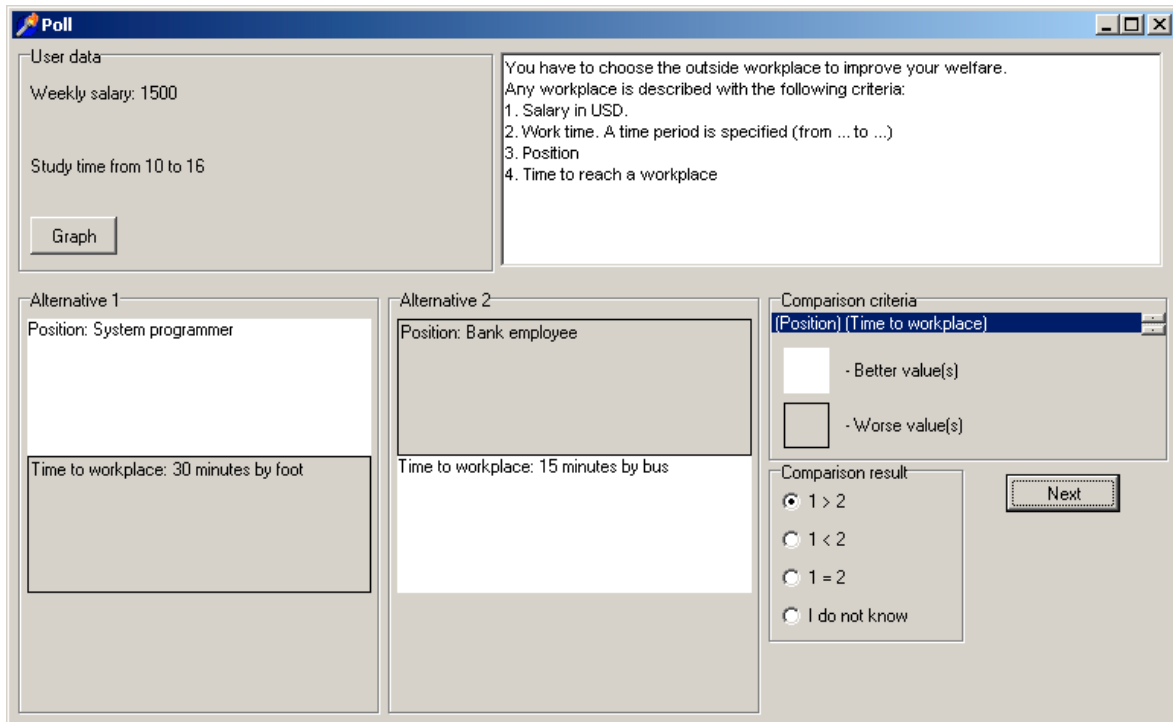 Poll
User data
Weekly salary: 1500
Study time from 10 to 16
Graph
You have to choose the outside workplace to improve your welfare.
Any workplace is described with the following criteria:
1. Salary in USD.
2. Work time. A time period is specified (from ... to ...)
3. Position
4. Time to reach a workplace
Alternative 1
Position: System programmer
Time to workplace: 30 minutes by foot
Alternative 2
Position: Bank employee
Time to workplace: 15 minutes by bus
Comparison criteria
(Position) (Time to workplace)
- Better value(s)
- Worse value(s)
Comparison result
1 > 2
1 < 2
1 = 2
I do not know
Next